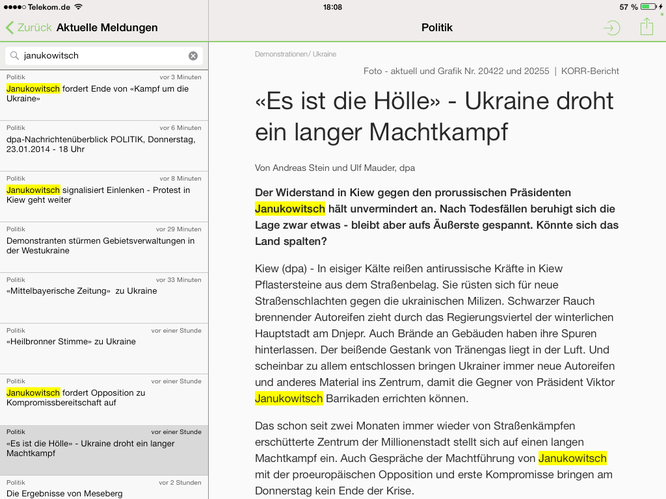 Telekom.de 18:08 57 %
Zurück Aktuelle Meldungen
Politik
janukowitsch
Politik vor 3 Minuten
Janukowitsch fordert Ende von «Kampf um die
Ukraine»
Politik vor 6 Minuten
dpa-Nachrichtenüberblick POLITIK, Donnerstag,
23.01.2014 - 18 Uhr
Politik vor 8 Minuten
Janukowitsch signalisiert Einlenken - Protest in
Kiew geht weiter
Politik vor 29 Minuten
Demonstranten stürmen Gebietsverwaltungen in
der Westukraine
Politik vor 33 Minuten
«Mittelbayerische Zeitung» zu Ukraine
Politik vor einer Stunde
«Heilbronner Stimme» zu Ukraine
Politik vor einer Stunde
Janukowitsch fordert Opposition zu
Kompromissbereitschaft auf
Politik vor einer Stunde
«Es ist die Hölle» - Ukraine droht ein langer
Machtkampf
Politik vor 2 Stunden
Die Ergebnisse von Meseberg
Demonstrationen/ Ukraine
Foto - aktuell und Grafik Nr. 20422 und 20255 | KORR-Bericht
«Es ist die Hölle» - Ukraine droht
ein langer Machtkampf
Von Andreas Stein und Ulf Mauder, dpa
Der Widerstand in Kiew gegen den prorussischen Präsidenten
Janukowitsch hält unvermindert an. Nach Todesfällen beruhigt sich die
Lage zwar etwas - bleibt aber aufs Äußerste gespannt. Könnte sich das
Land spalten?
Kiew (dpa) - In eisiger Kälte reißen antirussische Kräfte in Kiew
Pflastersteine aus dem Straßenbelag. Sie rüsten sich für neue
Straßenschlachten gegen die ukrainischen Milizen. Schwarzer Rauch
brennender Autoreifen zieht durch das Regierungsviertel der winterlichen
Hauptstadt am Dnjepr. Auch Brände an Gebäuden haben ihre Spuren
hinterlassen. Der beißende Gestank von Tränengas liegt in der Luft. Und
scheinbar zu allem entschlossen bringen Ukrainer immer neue Autoreifen
und anderes Material ins Zentrum, damit die Gegner von Präsident Viktor
Janukowitsch Barrikaden errichten können.
Das schon seit zwei Monaten immer wieder von Straßenkämpfen
erschütterte Zentrum der Millionenstadt stellt sich auf einen langen
Machtkampf ein. Auch Gespräche der Machtführung von Janukowitsch
mit der proeuropäischen Opposition und erste Kompromisse bringen am
Donnerstag kein Ende der Krise.